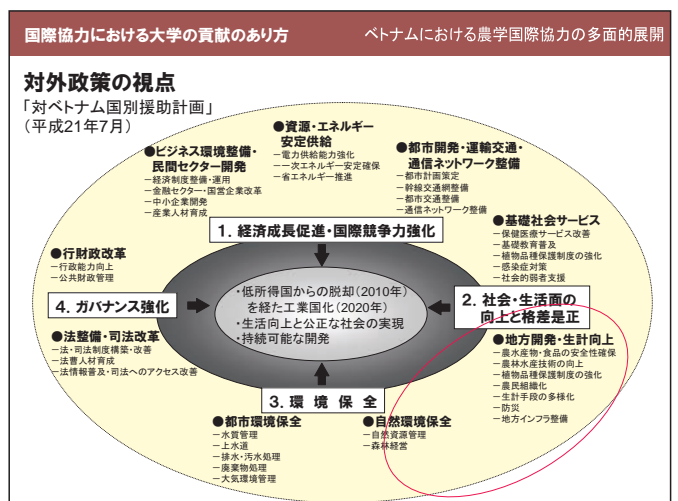 国際協力における大学の貢献のあり方
ベトナムにおける農学国際協力の多面的展開
対外政策の視点
「対ベトナム国別援助計画」
（平成21年7月）
●ビジネス環境整備・
民間セクター開発
－経済制度整備・運用
－金融セクター・国営企業改革
－中小企業開発
－産業人材育成
●資源・エネルギー
安定供給
－電力供給能力強化
－一次エネルギー安定確保
－省エネルギー推進
●都市開発・運輸交通・
通信ネットワーク整備
－都市計画策定
－幹線交通網整備
－都市交通整備
－通信ネットワーク整備
1．経済成長促進・国際競争力強化
●基礎社会サービス
－保健医療サービス改善
－基礎教育普及
－植物品種保護制度の強化
－感染症対策
－社会的弱者支援
●行財政改革
－行政能力向上
－公共財政管理
4．ガバナンス強化
・低所得国からの脱却（2010年）
を経た工業国化（2020年）
・生活向上と公正な社会の実現
・持続可能な開発
2．社会・生活面の
向上と格差是正
●法整備・司法改革
－法・司法制度構築・改善
－法曹人材育成
－法情報普及・司法へのアクセス改善
●地方開発・生計向上
－農水産物・食品の安全性確保
－農林水産技術の向上
－植物品種保護制度の強化
－農民組織化
－生計手段の多様化
－防災
－地方インフラ整備
3．環境保全
●都市環境保全
－水質管理
－上水道
－排水・汚水処理
－廃棄物処理
－大気環境管理
●自然環境保全
－自然資源管理
－森林経営